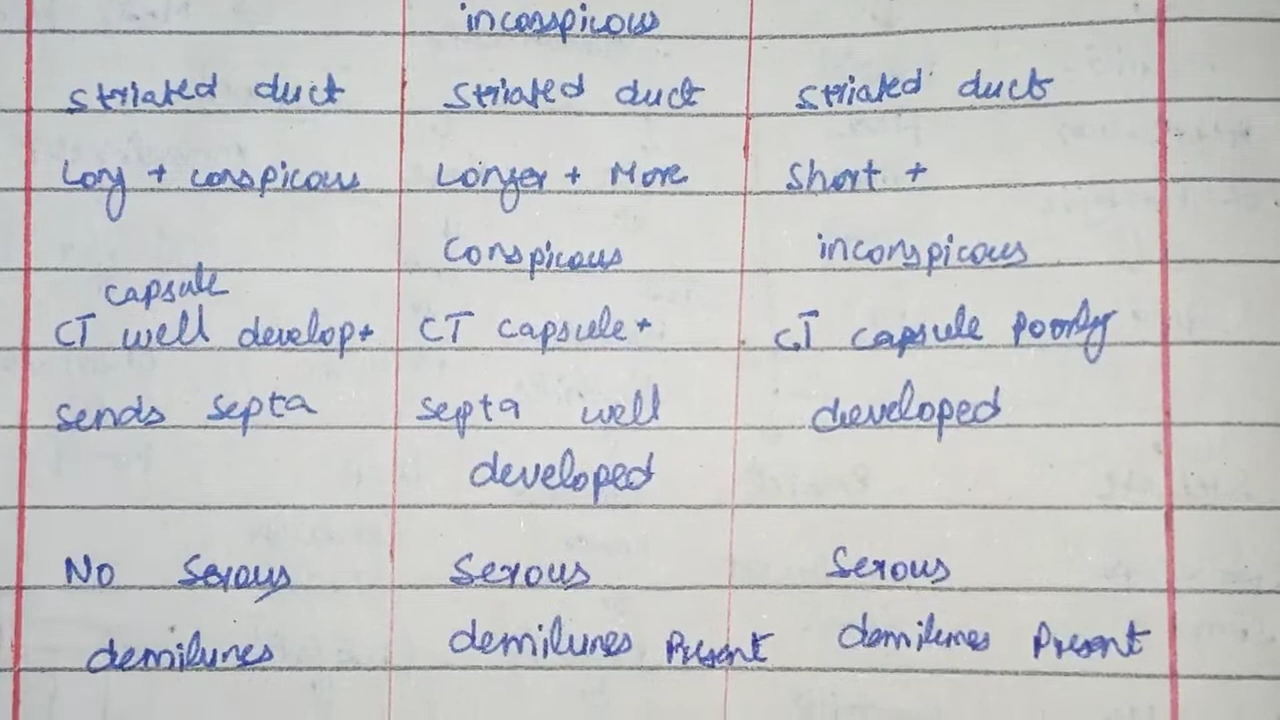 inconspicous
striated duct striated duct striated duct
Long + conspicous Longer + More short +
conspicous inconspicous
capsule
CT well develop+ CT capsule+ CT capsule poorly
sends septa septa well developed
developed
No serous serous serous
demilunes demilunes present demilunes present